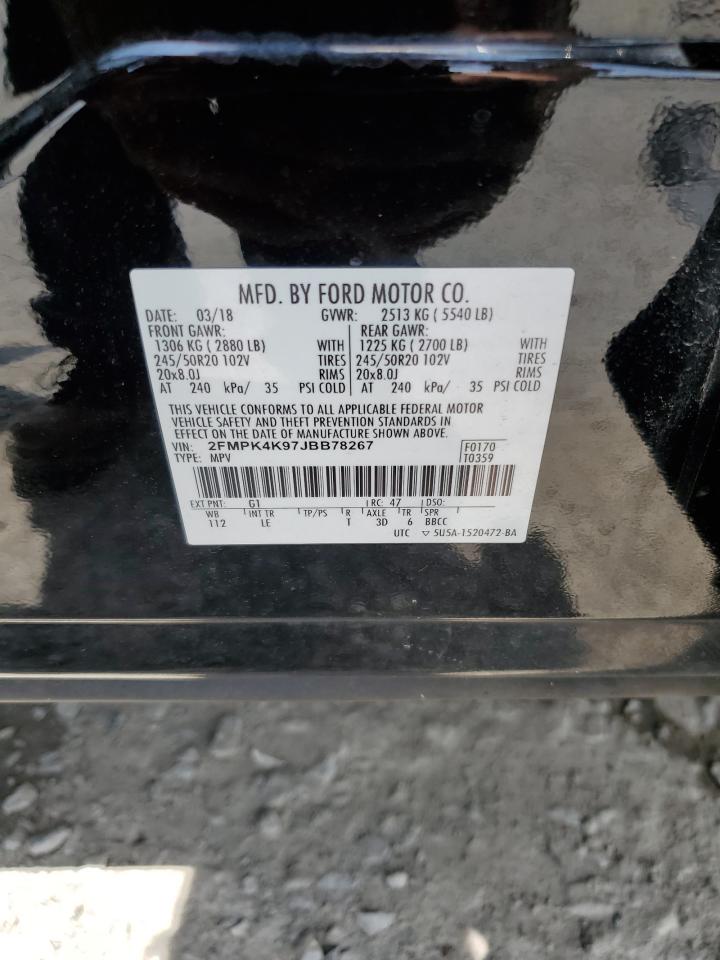 MFD. BY FORD MOTOR CO.
DATE: 03/18 GVWR: 2513 KG ( 5540 LB)
FRONT GAWR: REAR GAWR:
1306 KG ( 2880 LB) WITH 1225 KG ( 2700 LB) WITH
245/50R20 102V TIRES 245/50R20 102V TIRES
20x8.0J RIMS 20x8.0J RIMS
AT 240 kPa/ 35 PSI COLD AT 240 kPa/ 35 PSI COLD
THIS VEHICLE CONFORMS TO ALL APPLICABLE FEDERAL MOTOR
VEHICLE SAFETY AND THEFT PREVENTION STANDARDS IN
EFFECT ON THE DATE OF MANUFACTURE SHOWN ABOVE.
VIN: 2FMPK4K97JBB78267 F0170
TYPE: MPV T0359
EXT PNT: G1 RC: 47 DSO:
WB INT TR TP/PS R AXLE TR SPR
112 LE T 3D 6 BBCC
UTC ▽ 5U5A-1520472-BA